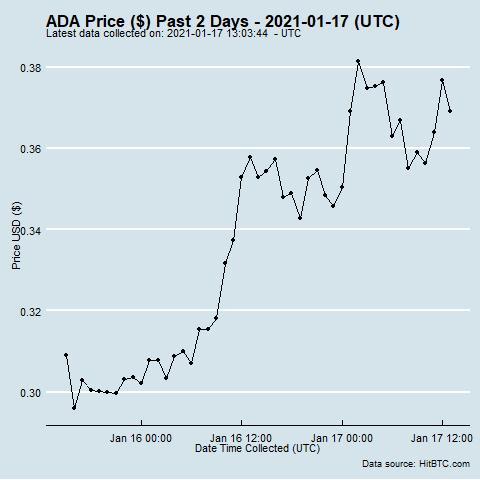 ADA Price ($) Past 2 Days - 2021-01-17 (UTC)
Latest data collected on: 2021-01-17 13:03:44 - UTC
0.38
0.36
0.34
0.32
0.30
Price USD ($)
Jan 16 00:00
Jan 16 12:00
Jan 17 00:00
Jan 17 12:00
Date Time Collected (UTC)
Data source: HitBTC.com